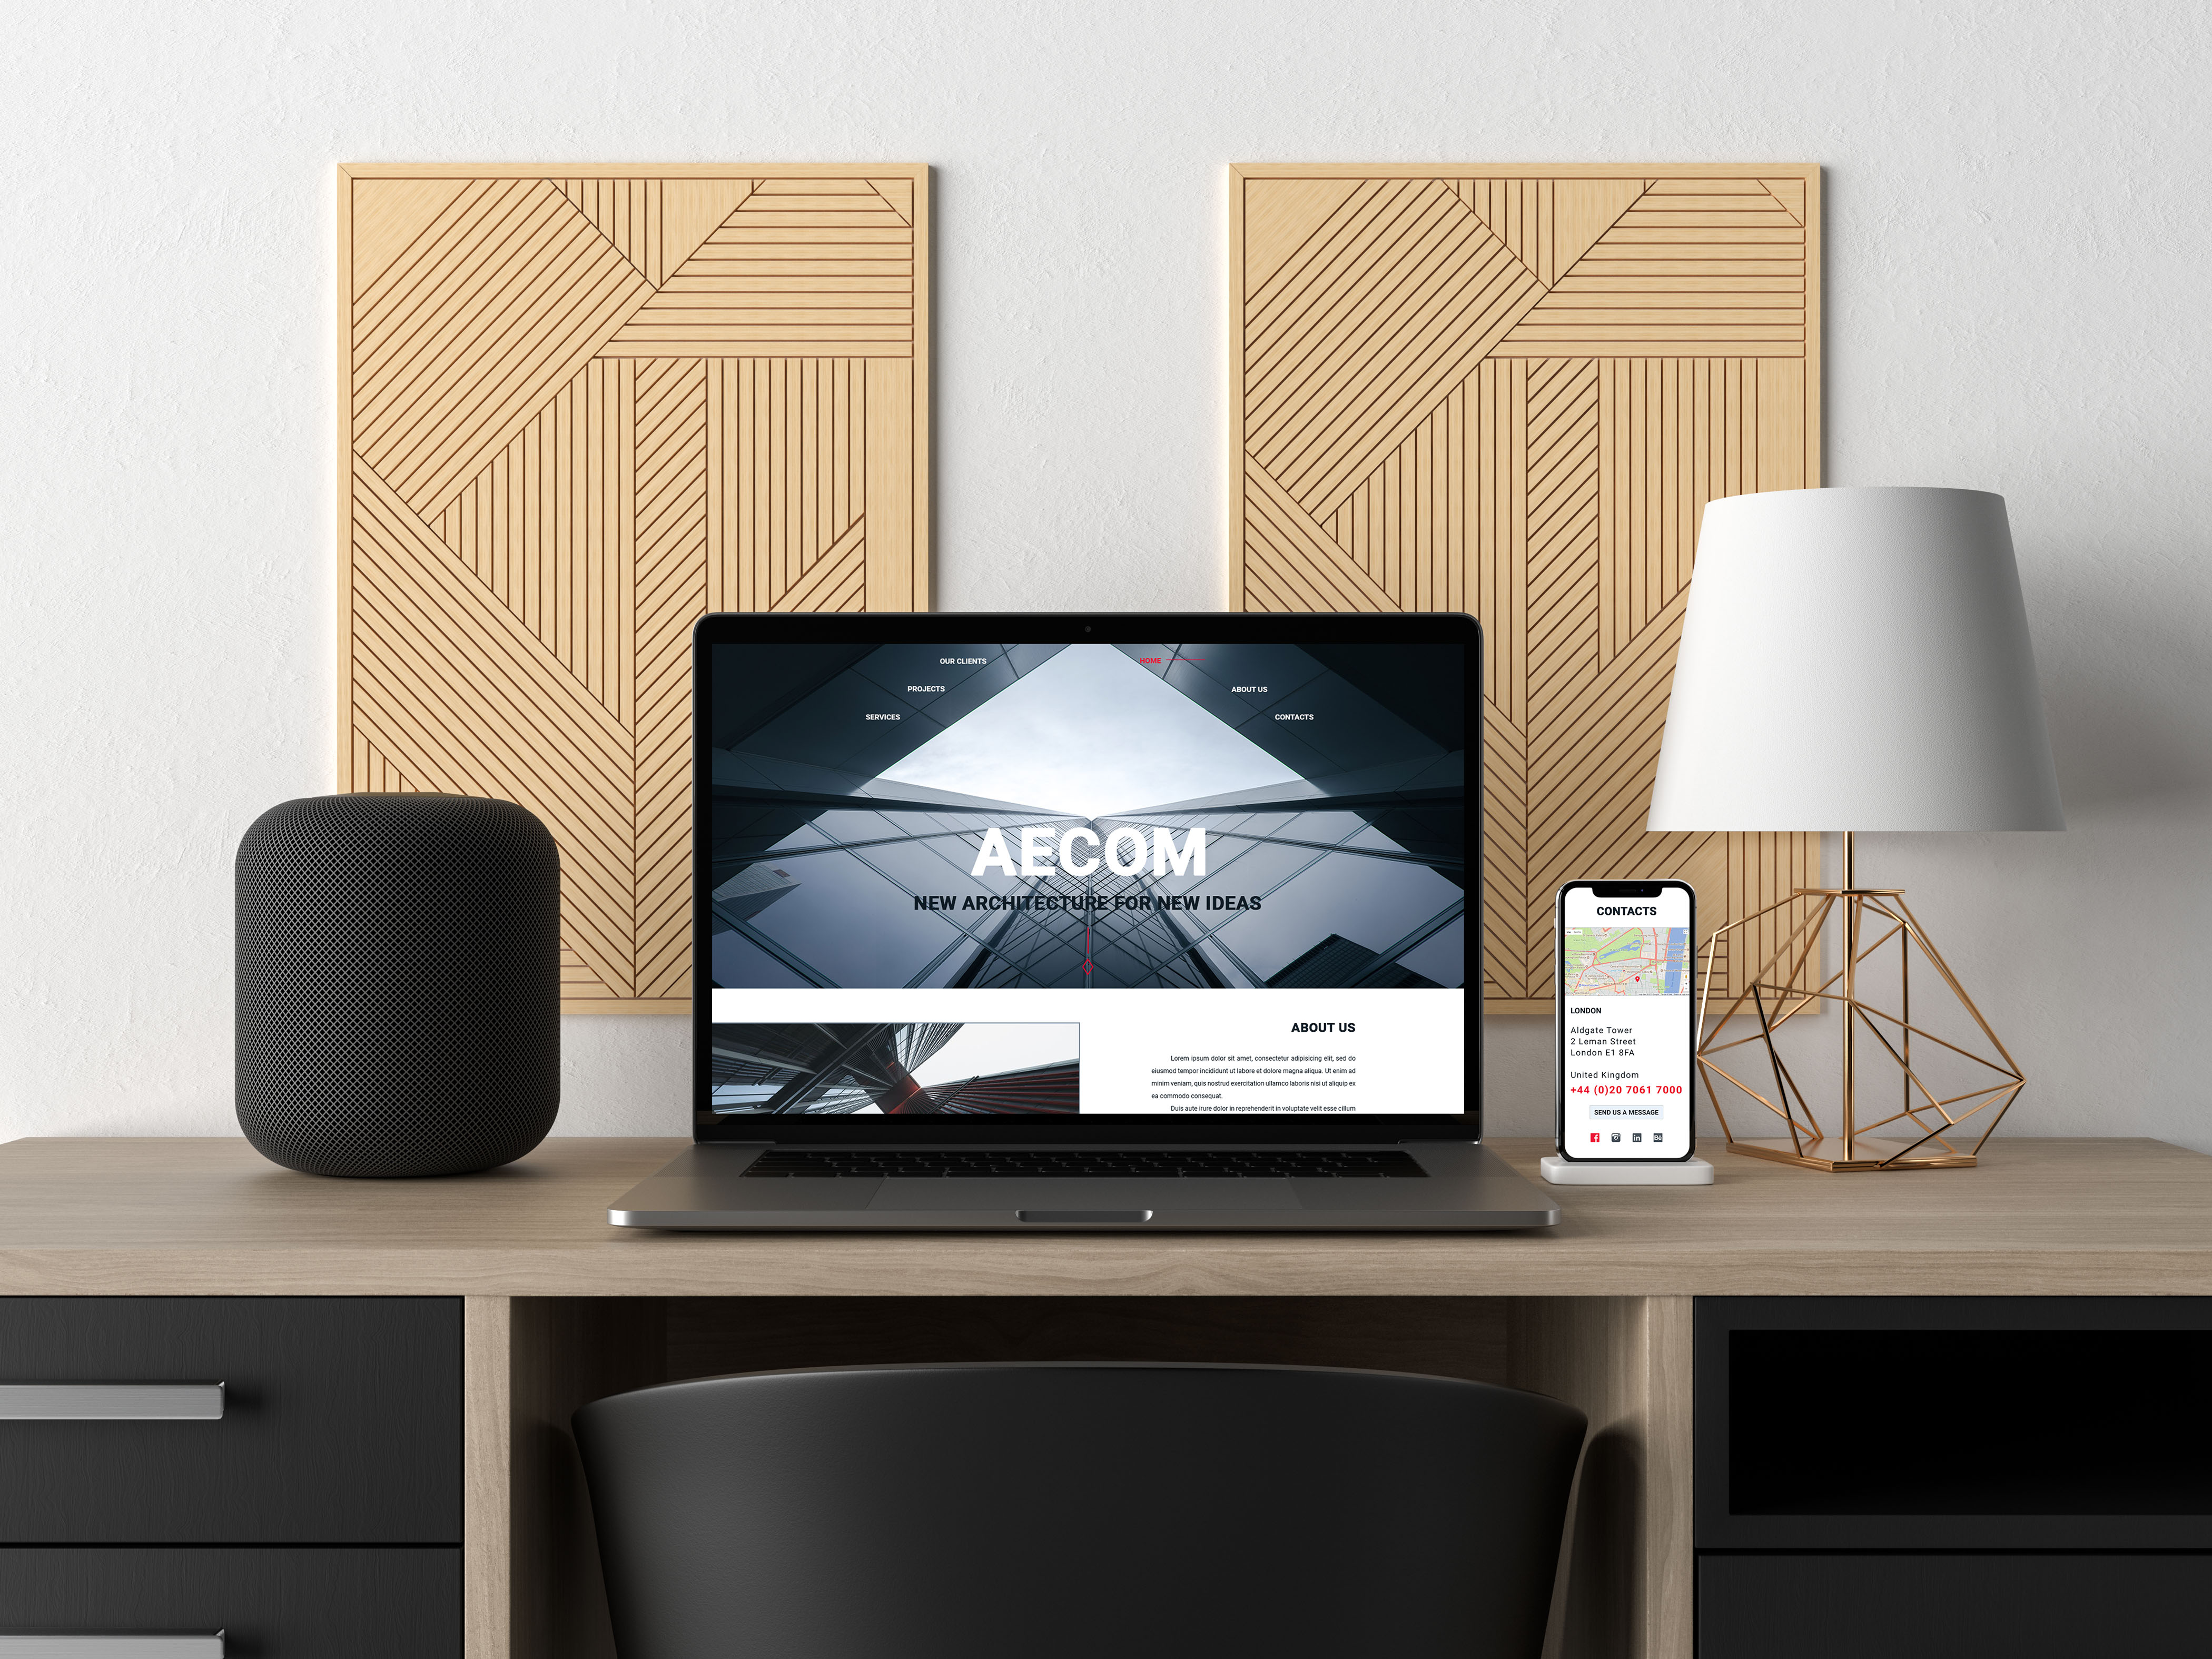 OUR CLIENTS
HOME
PROJECTS
ABOUT US
SERVICES
CONTACTS
AECOM
NEW ARCHITECTURE FOR NEW IDEAS
ABOUT US
Lorem ipsum dolor sit amet, consectetur adipisicing elit, sed do
eiusmod tempor incididunt ut labore et dolore magna aliqua. Ut enim ad
minim veniam, quis nostrud exercitation ullamco laboris nisi ut aliquip ex
ea commodo consequat.
Duis aute irure dolor in reprehenderit in voluptate velit esse cillum
CONTACTS
LONDON
Aldgate Tower
2 Leman Street
London E1 8FA
United Kingdom
+44 (0)20 7061 7000
SEND US A MESSAGE